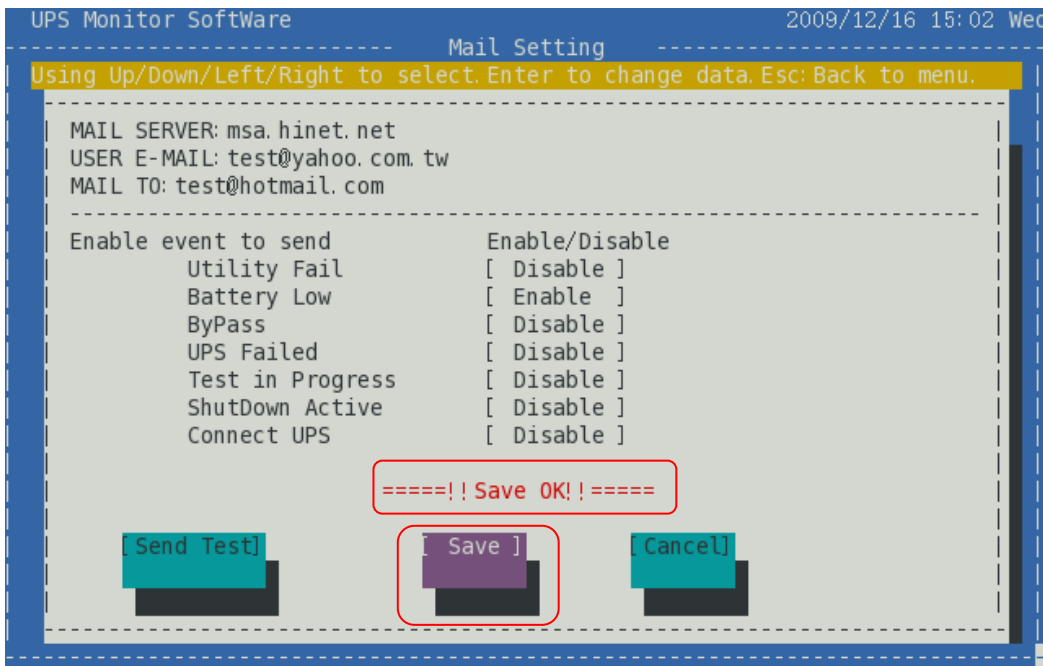 UPS Monitor SoftWare 2009/12/16 15:02 Wed
Mail Setting
Using Up/Down/Left/Right to select.Enter to change data.Esc:Back to menu.
MAIL SERVER:msa.hinet.net
USER E-MAIL:test@yahoo.com.tw
MAIL TO:test@hotmail.com
Enable event to send Enable/Disable
Utility Fail [ Disable ]
Battery Low [ Enable ]
ByPass [ Disable ]
UPS Failed [ Disable ]
Test in Progress [ Disable ]
ShutDown Active [ Disable ]
Connect UPS [ Disable ]
=====!!Save OK!!=====
[Send Test] [ Save ] [Cancel]